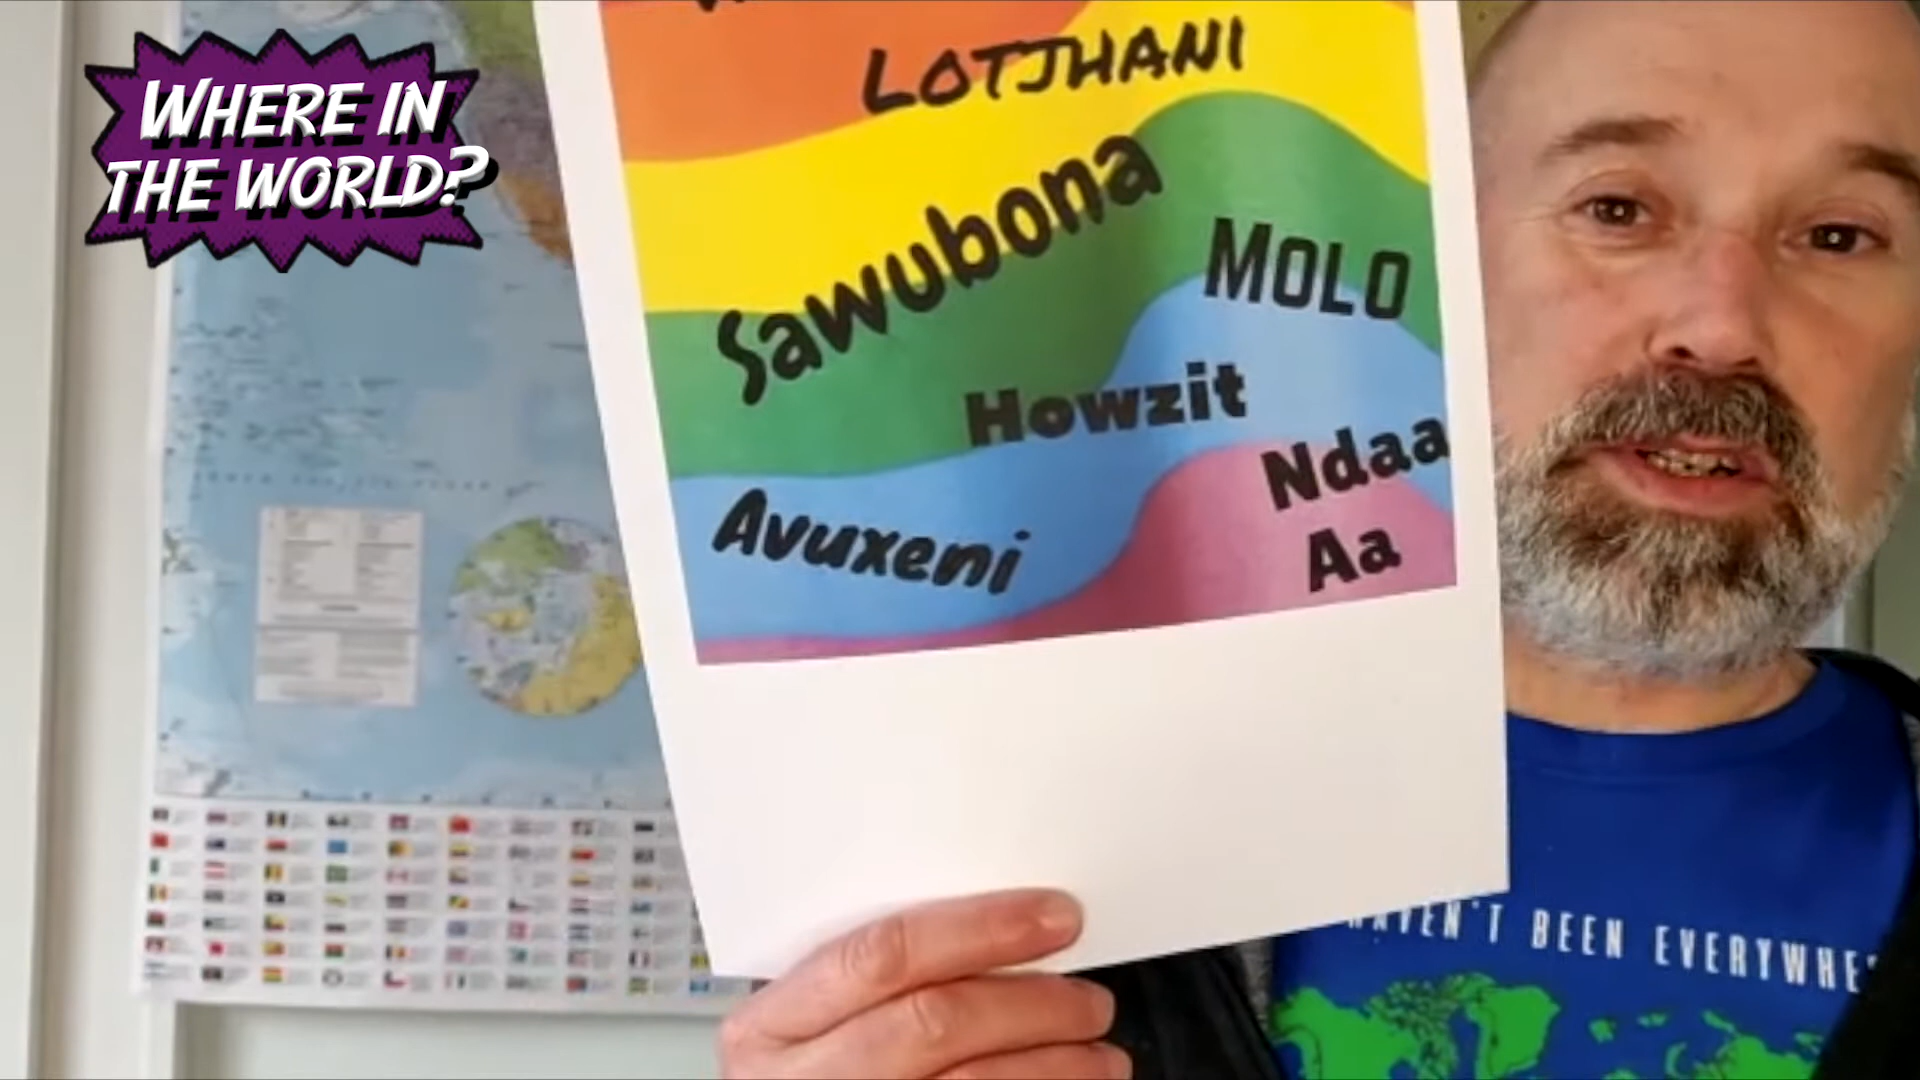 WHERE IN
THE WORLD?
LOTJHANI
Sawubona
MOLO
Howzit
Ndaa
Aa
Avuxeni
HAVEN'T BEEN EVERYWHE